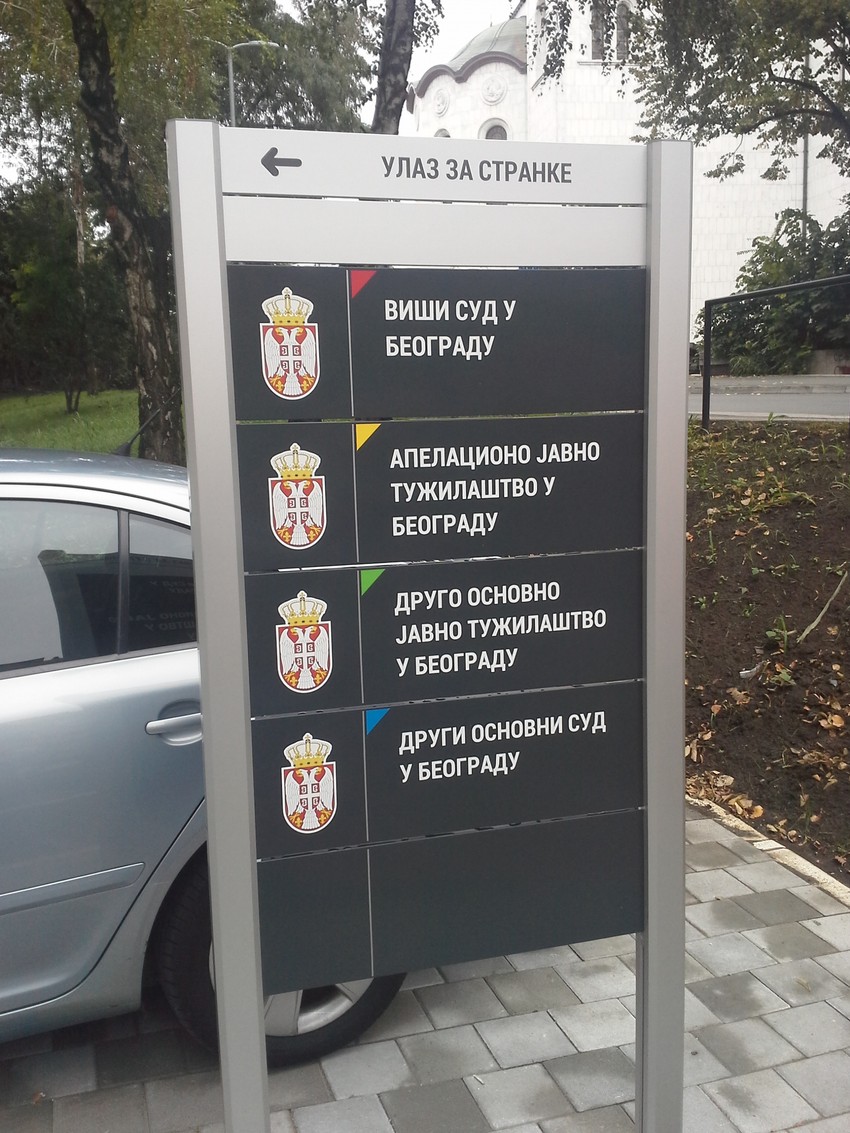 УЛАЗ ЗА СТРАНКЕ
ВИШИ СУД У
БЕОГРАДУ
АПЕЛАЦИОНО ЈАВНО
ТУЖИЛАШТВО У
БЕОГРАДУ
ДРУГО ОСНОВНО
ЈАВНО ТУЖИЛАШТВО
У БЕОГРАДУ
ДРУГИ ОСНОВНИ СУД
У БЕОГРАДУ